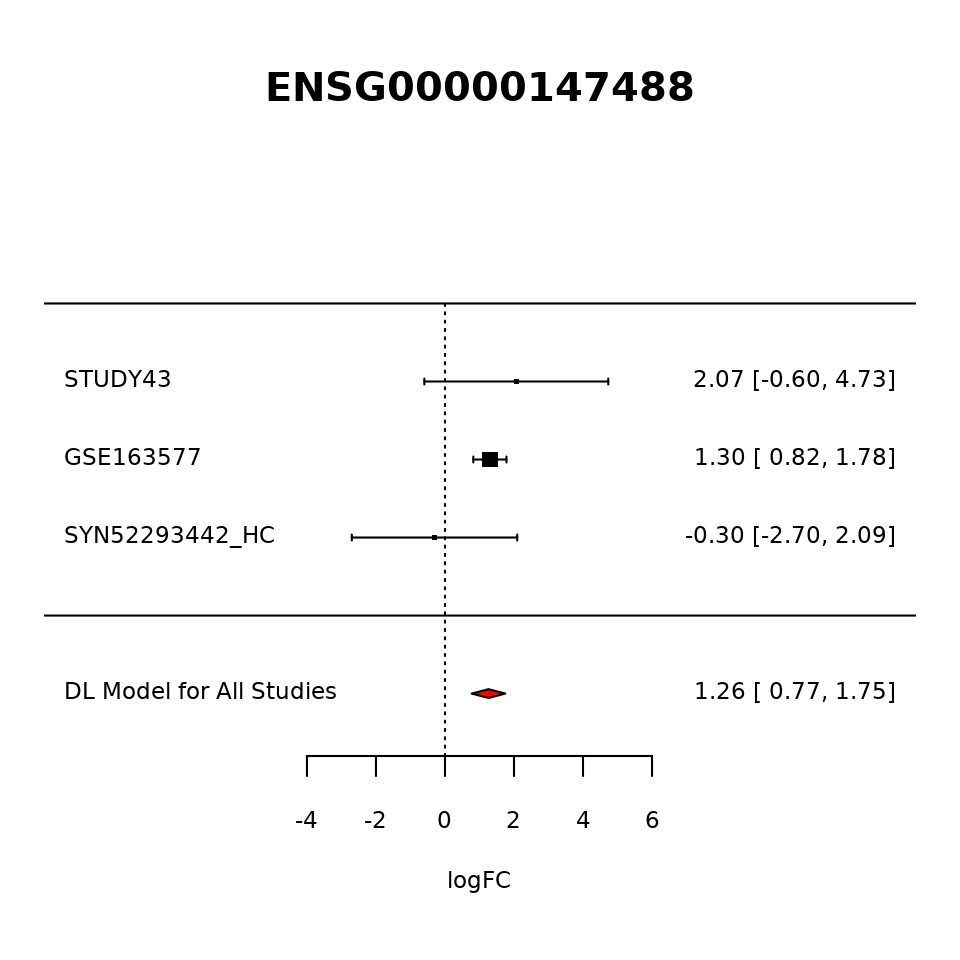 ENSG00000147488
STUDY43 2.07 [-0.60, 4.73]
GSE163577 1.30 [ 0.82, 1.78]
SYN52293442_HC -0.30 [-2.70, 2.09]
DL Model for All Studies 1.26 [ 0.77, 1.75]
-4 -2 0 2 4 6
logFC